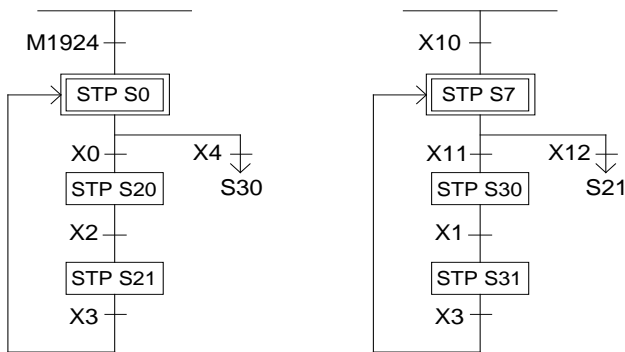 M1924
STP S0
X0
X4
STP S20
S30
X2
STP S21
X3
X10
STP S7
X11
X12
STP S30
S21
X1
STP S31
X3